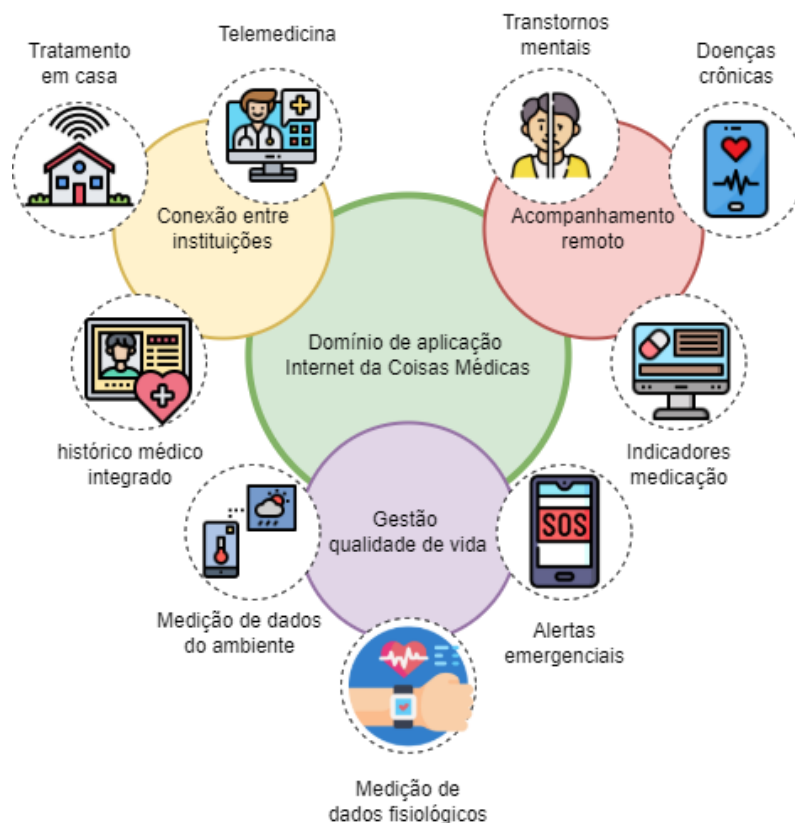 Tratamento
em casa
Telemedicina
Transtornos
mentais
Doenças
crônicas
Conexão entre
instituições
Acompanhamento
remoto
Domínio de aplicação
Internet da Coisas Médicas
histórico médico
integrado
Indicadores
medicação
Gestão
qualidade de vida
SOS
Medição de dados
do ambiente
Alertas
emergenciais
Medição de
dados fisiológicos